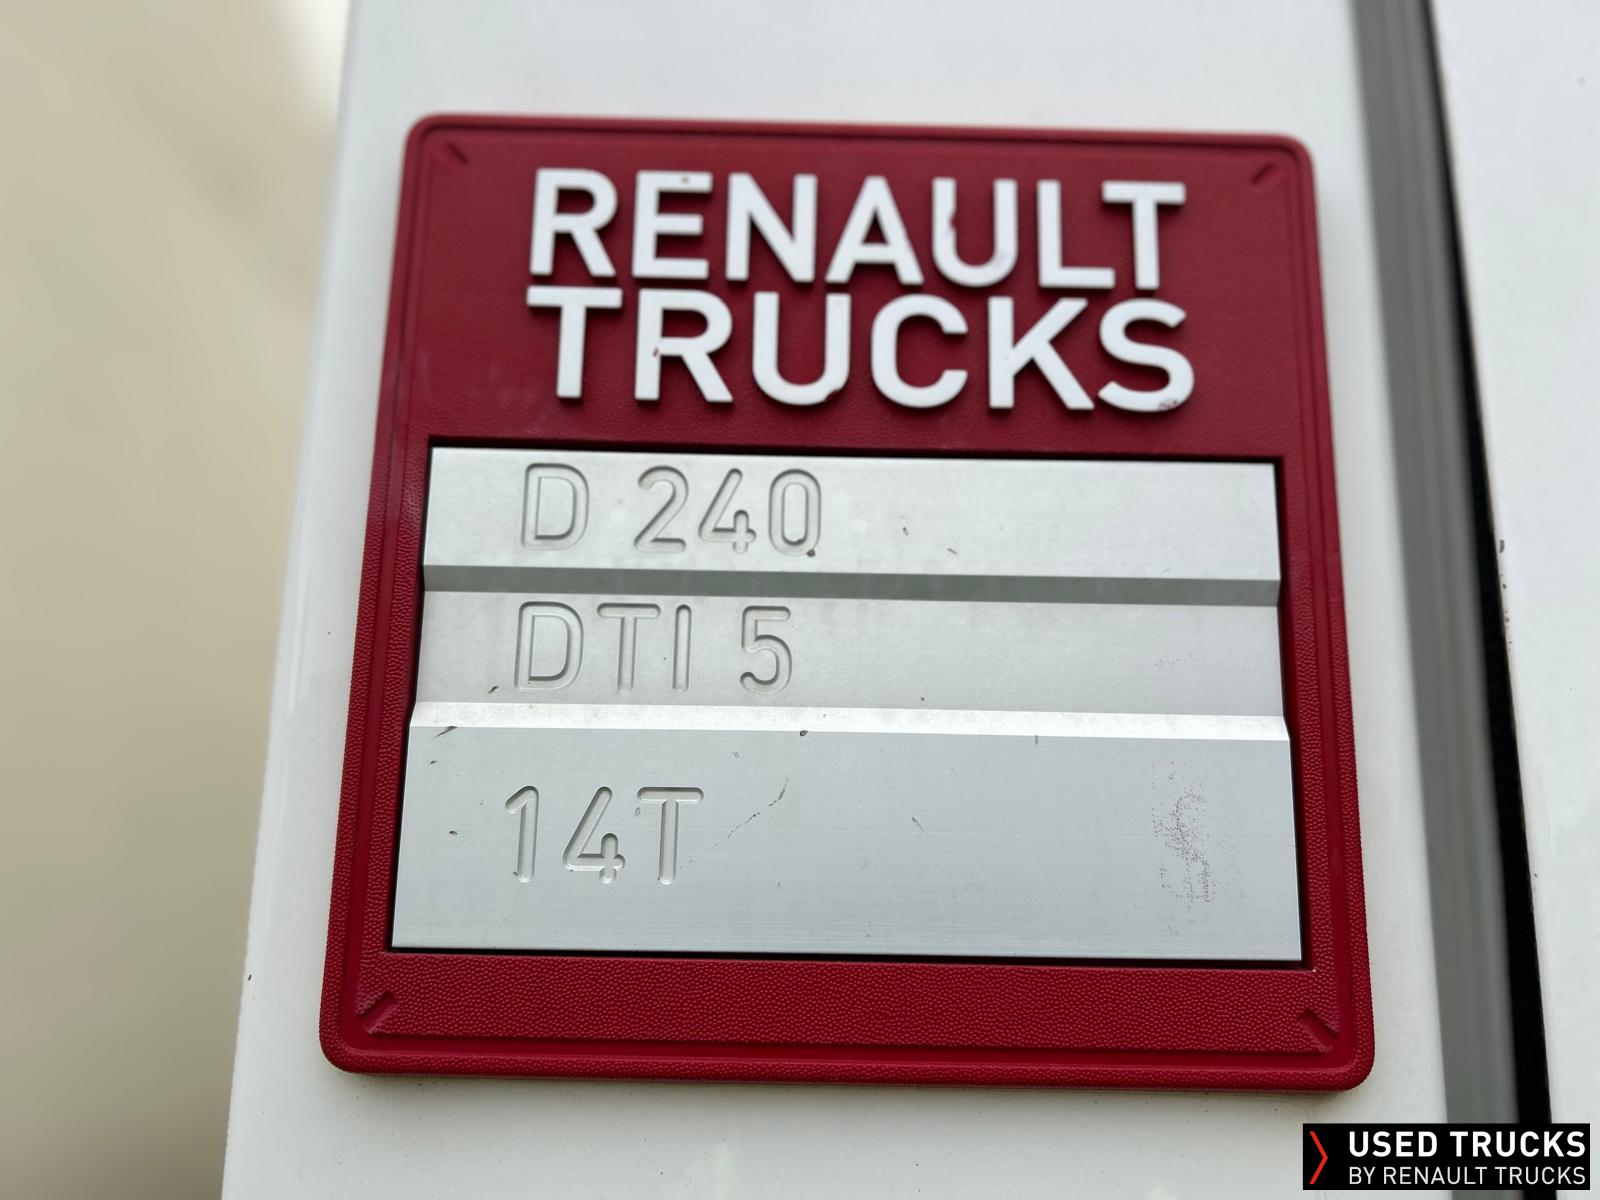 RENAULT
TRUCKS
D 240
DTI 5
14T
USED TRUCKS
BY RENAULT TRUCKS